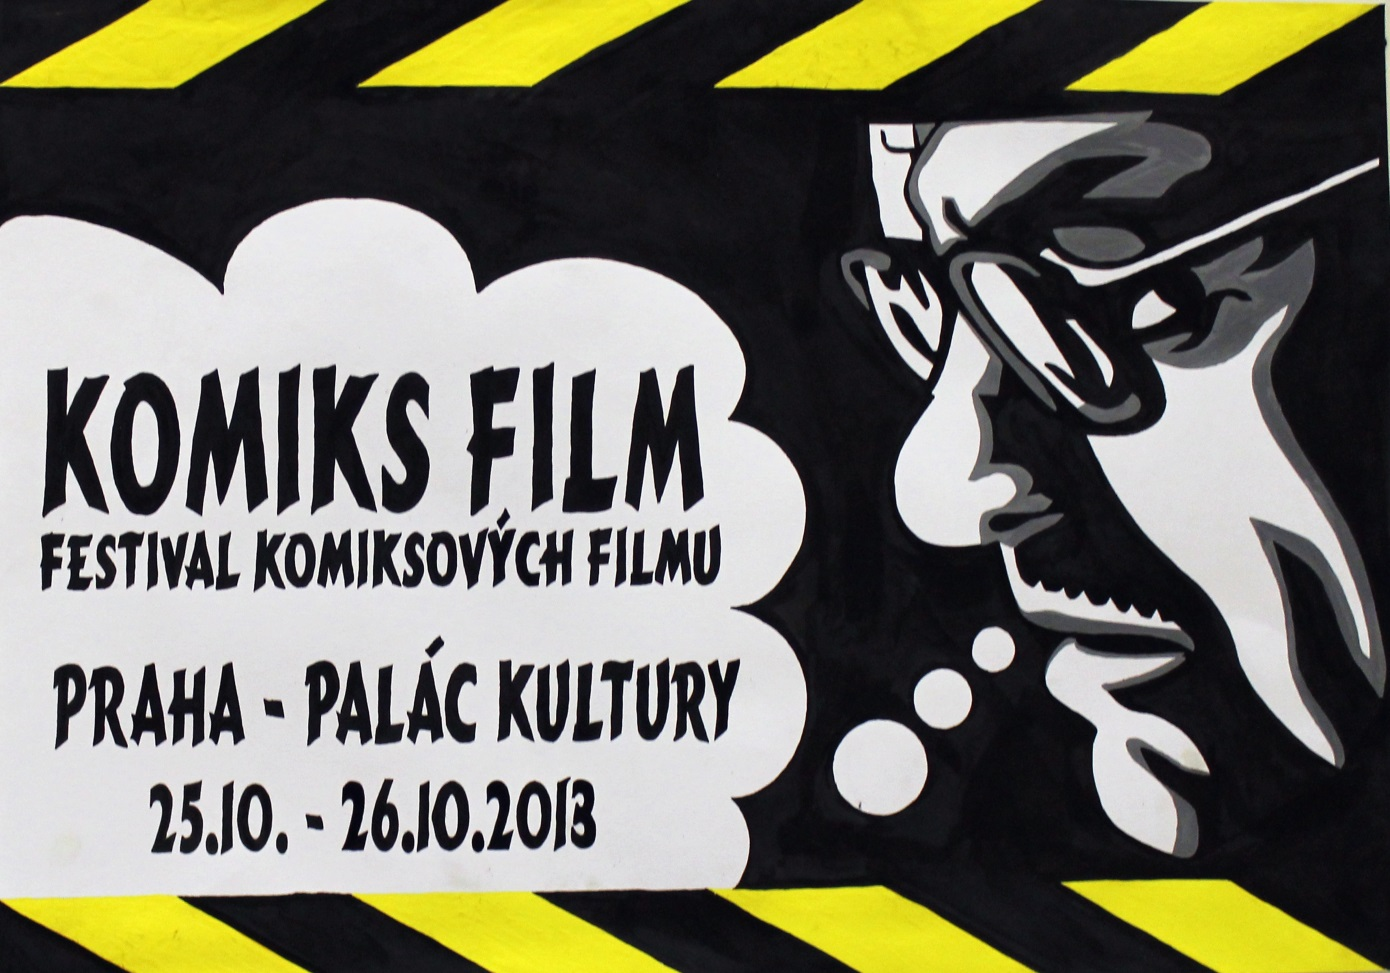 KOMIKS FILM
FESTIVAL KOMIKSOVÝCH FILMU
PRAHA - PALÁC KULTURY
25.10. - 26.10.2013